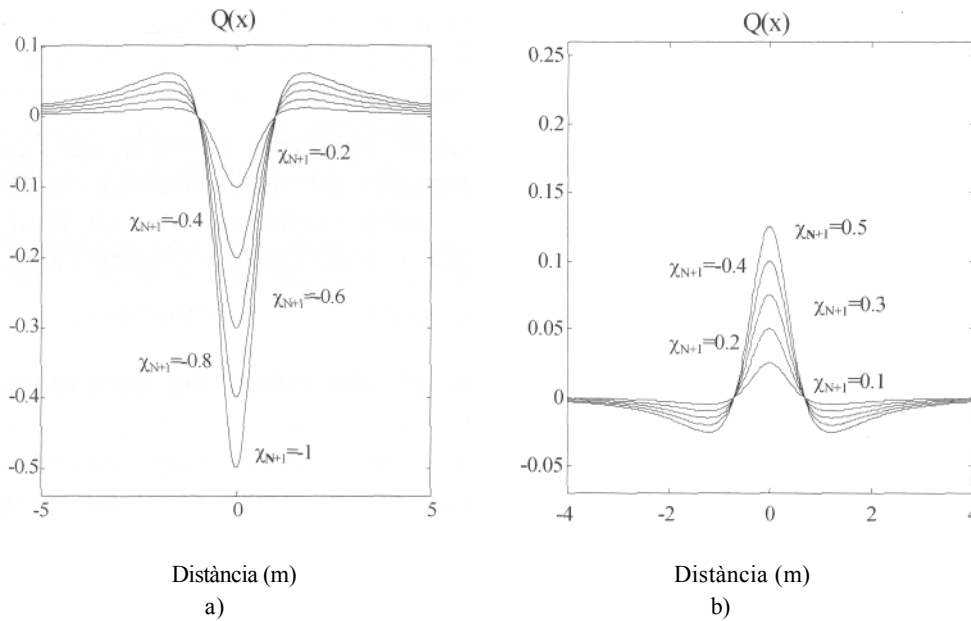 Q(x)
0.1
0
-0.1
-0.2
-0.3
-0.4
-0.5
χN+1=-0.2
χN+1=-0.4
χN+1=-0.6
χN+1=-0.8
χN+1=-1
-5
0
5
Distància (m)
a)
Q(x)
0.25
0.2
0.15
0.1
0.05
0
-0.05
χN+1=0.5
χN+1=-0.4
χN+1=0.3
χN+1=0.2
χN+1=0.1
-4
-2
0
2
4
Distància (m)
b)